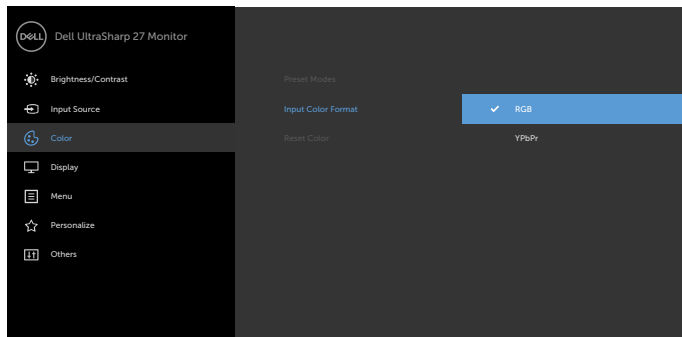 DELL Dell UltraSharp 27 Monitor
Brightness/Contrast
Input Source
Color
Display
Menu
Personalize
Others
Preset Modes
Input Color Format
Reset Color
RGB
YPbPr